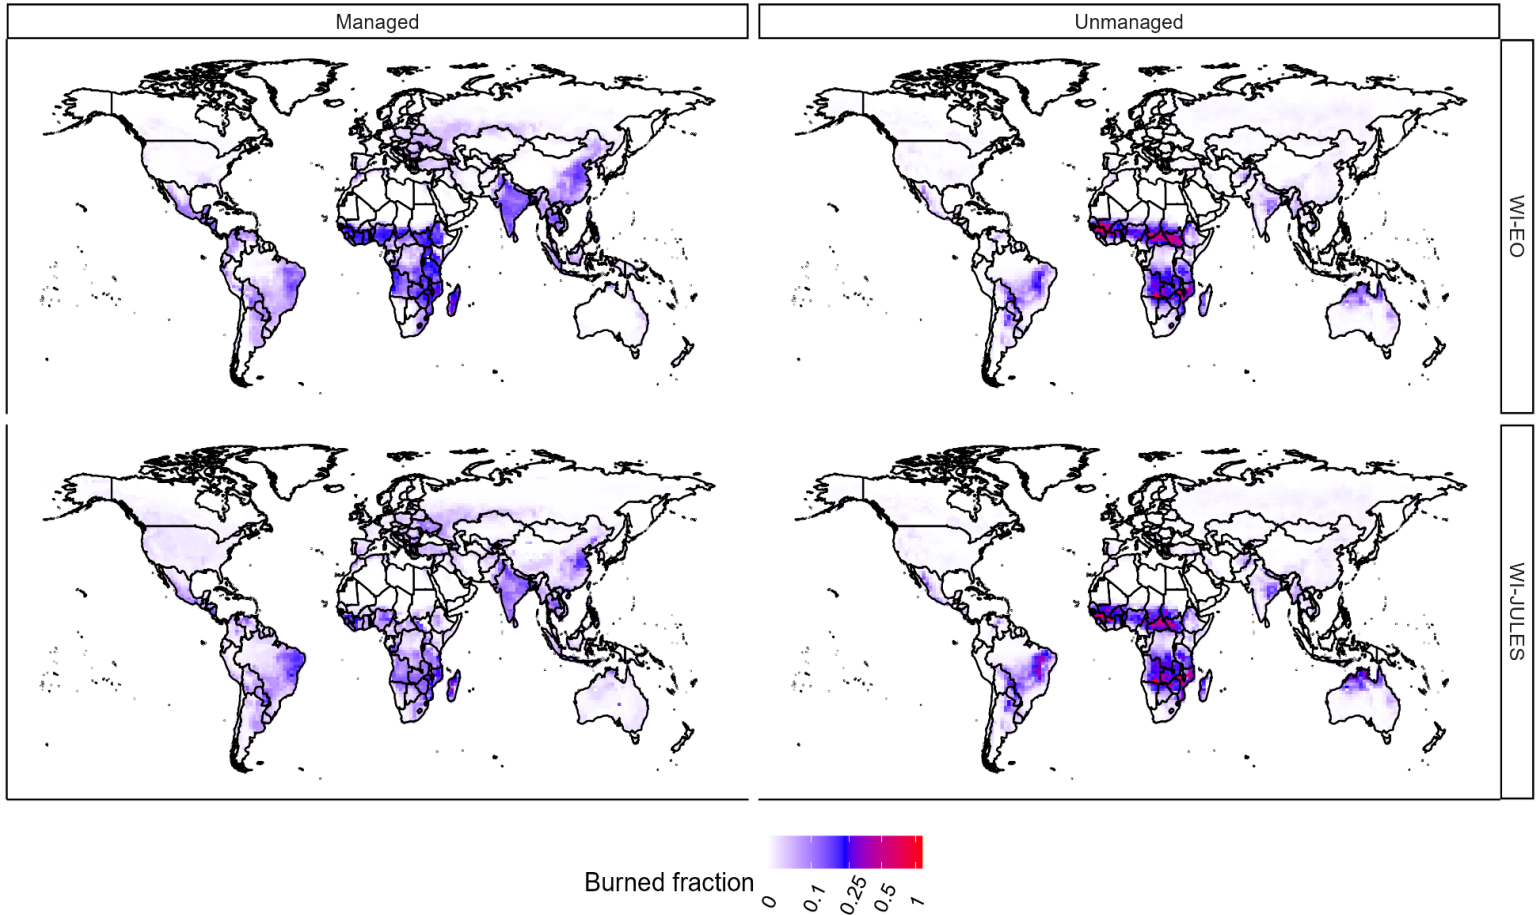 Managed
Unmanaged
WI-EO
WI-JULES
Burned fraction
0
0.1
0.25
0.5
1